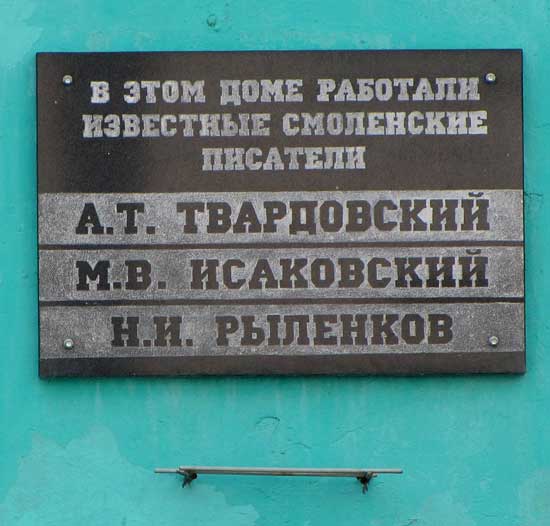 В ЭТОМ ДОМЕ РАБОТАЛИ
ИЗВЕСТНЫЕ СМОЛЕНСКИЕ
ПИСАТЕЛИ
А.Т. ТВАРДОВСКИЙ
М.В. ИСАКОВСКИЙ
Н.И. РЫЛЕНКОВ